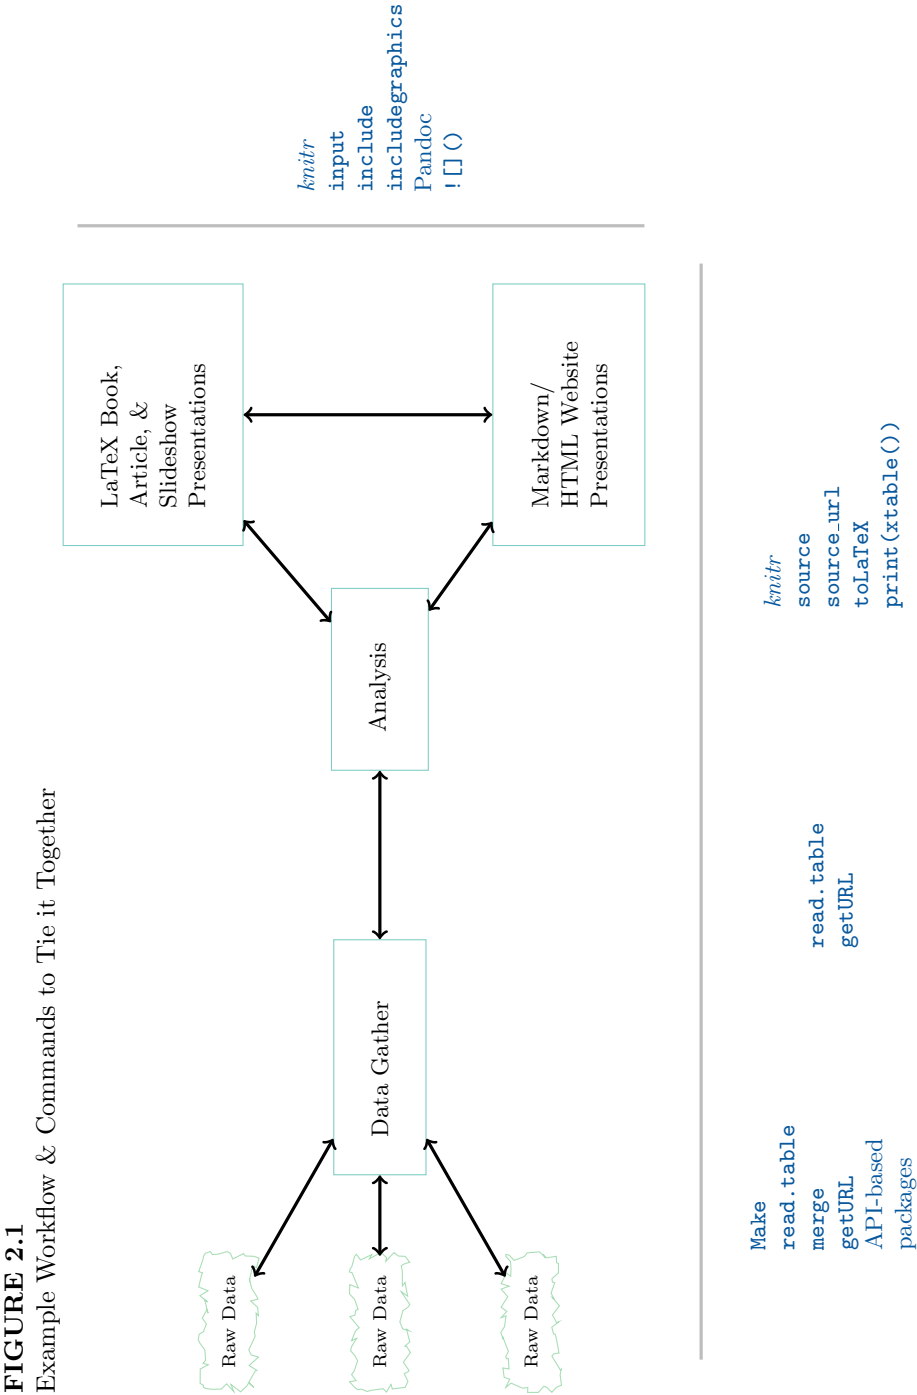 FIGURE 2.1
Example Workflow & Commands to Tie it Together
Raw Data
Raw Data
Raw Data
Data Gather
Analysis
LaTeX Book,
Article, &
Slideshow
Presentations
Markdown/
HTML Website
Presentations
knitr
input
include
includegraphics
Pandoc
![]()
Make
read.table
merge
getURL
API-based
packages
read.table
getURL
knitr
source
source_url
toLaTeX
print(xtable())